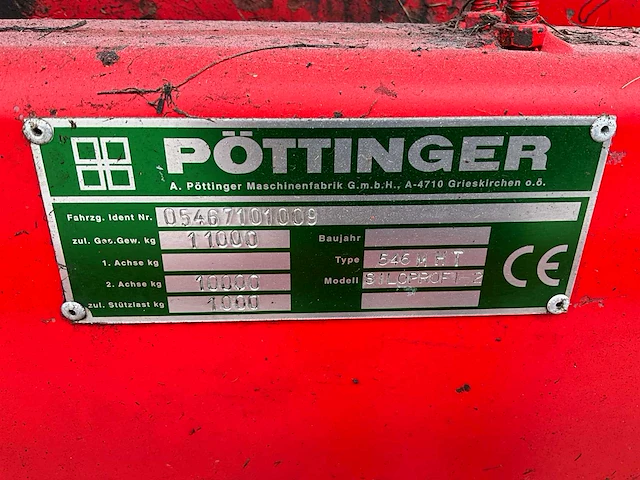 PÖTTINGER
A. Pöttinger Maschinenfabrik G.m.b.H., A-4710 Grieskirchen o.ö.
Fahrzg. Ident Nr. 05467101009
zul. Ges.Gew. kg 11000 Baujahr
1. Achse kg Type 546 M H T
2. Achse kg 10000 Modell SILOPROFI-2
zul. Stützlast kg 1000
CE